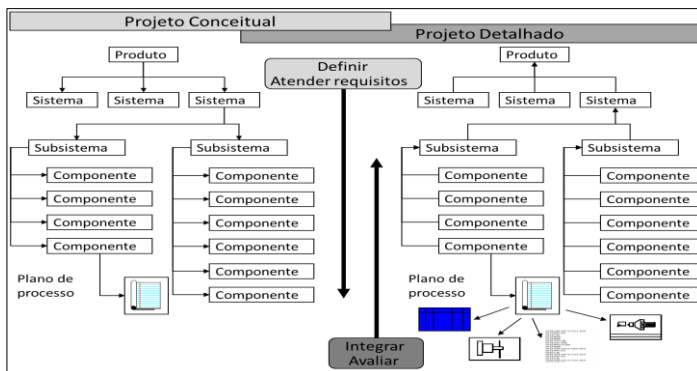 Projeto Conceitual
Projeto Detalhado
Produto
Sistema
Sistema
Sistema
Subsistema
Subsistema
Componente
Componente
Componente
Componente
Componente
Componente
Componente
Componente
Componente
Componente
Plano de
processo
Definir
Atender requisitos
Integrar
Avaliar
Produto
Sistema
Sistema
Sistema
Subsistema
Subsistema
Componente
Componente
Componente
Componente
Componente
Componente
Componente
Componente
Componente
Componente
Plano de
processo